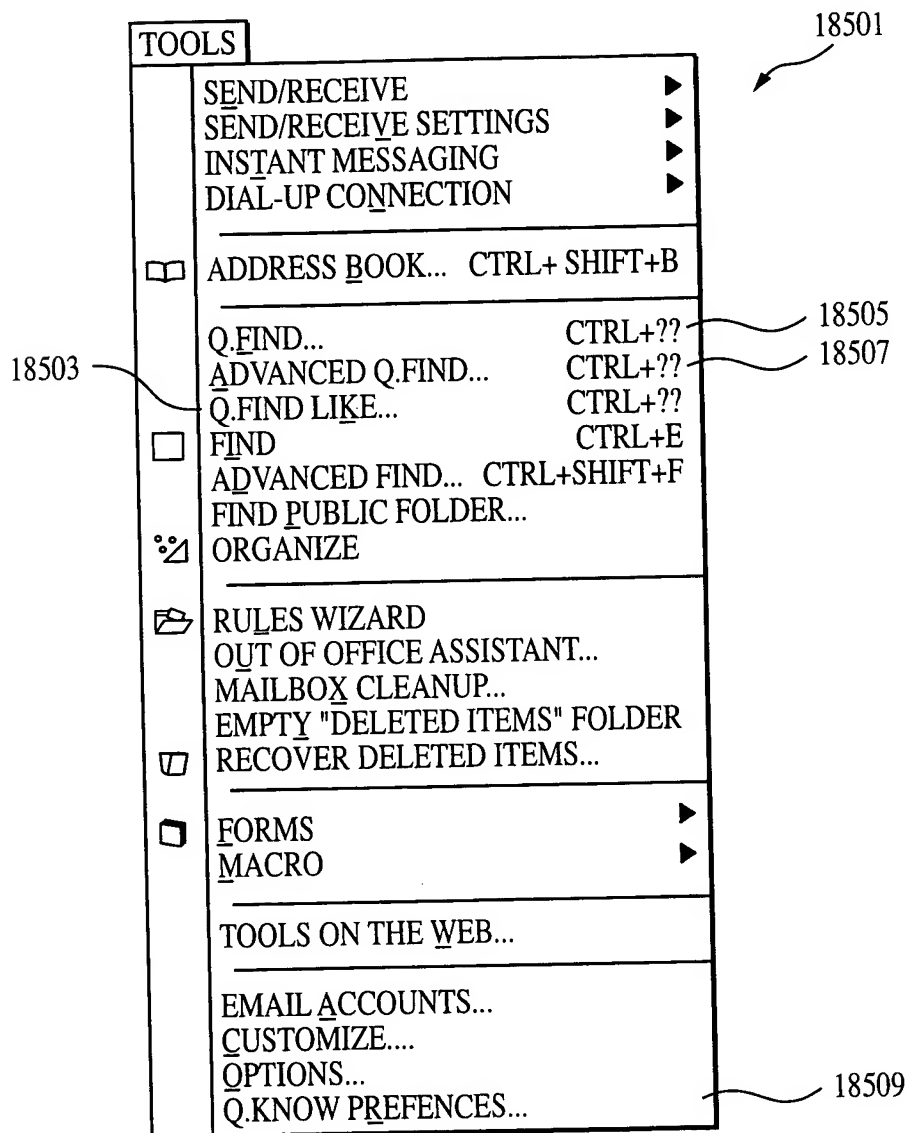 18501
TOOLS
SEND/RECEIVE
SEND/RECEIVE SETTINGS
INSTANT MESSAGING
DIAL-UP CONNECTION
ADDRESS BOOK... CTRL+ SHIFT+B
Q.FIND... CTRL+?? 18505
ADVANCED Q.FIND... CTRL+?? 18507
18503 Q.FIND LIKE... CTRL+??
FIND CTRL+E
ADVANCED FIND... CTRL+SHIFT+F
FIND PUBLIC FOLDER...
ORGANIZE
RULES WIZARD
OUT OF OFFICE ASSISTANT...
MAILBOX CLEANUP...
EMPTY "DELETED ITEMS" FOLDER
RECOVER DELETED ITEMS...
FORMS
MACRO
TOOLS ON THE WEB...
EMAIL ACCOUNTS...
CUSTOMIZE....
OPTIONS...
Q.KNOW PREFENCES... 18509